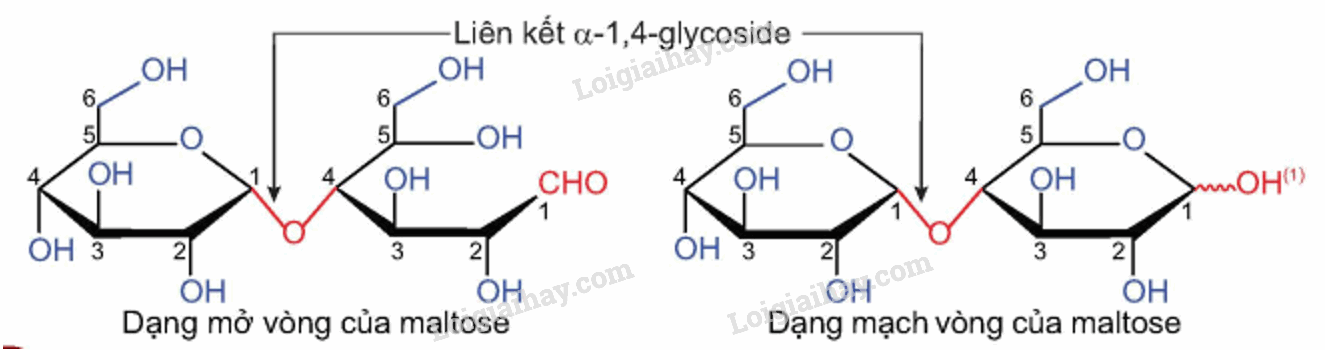 Liên kết α-1,4-glycoside
OH
6
5
O
4
OH
1
OH
3
2
OH
O
OH
6
5
OH
4
OH
CHO
1
3
2
OH
OH
6
5
O
4
OH
1
OH
3
2
OH
O
OH
6
5
O
4
OH
1
OH(1)
3
2
OH
Dạng mở vòng của maltose
Dạng mạch vòng của maltose
Loigiaihay.com
Loigiaihay.com
Loigiaihay.com